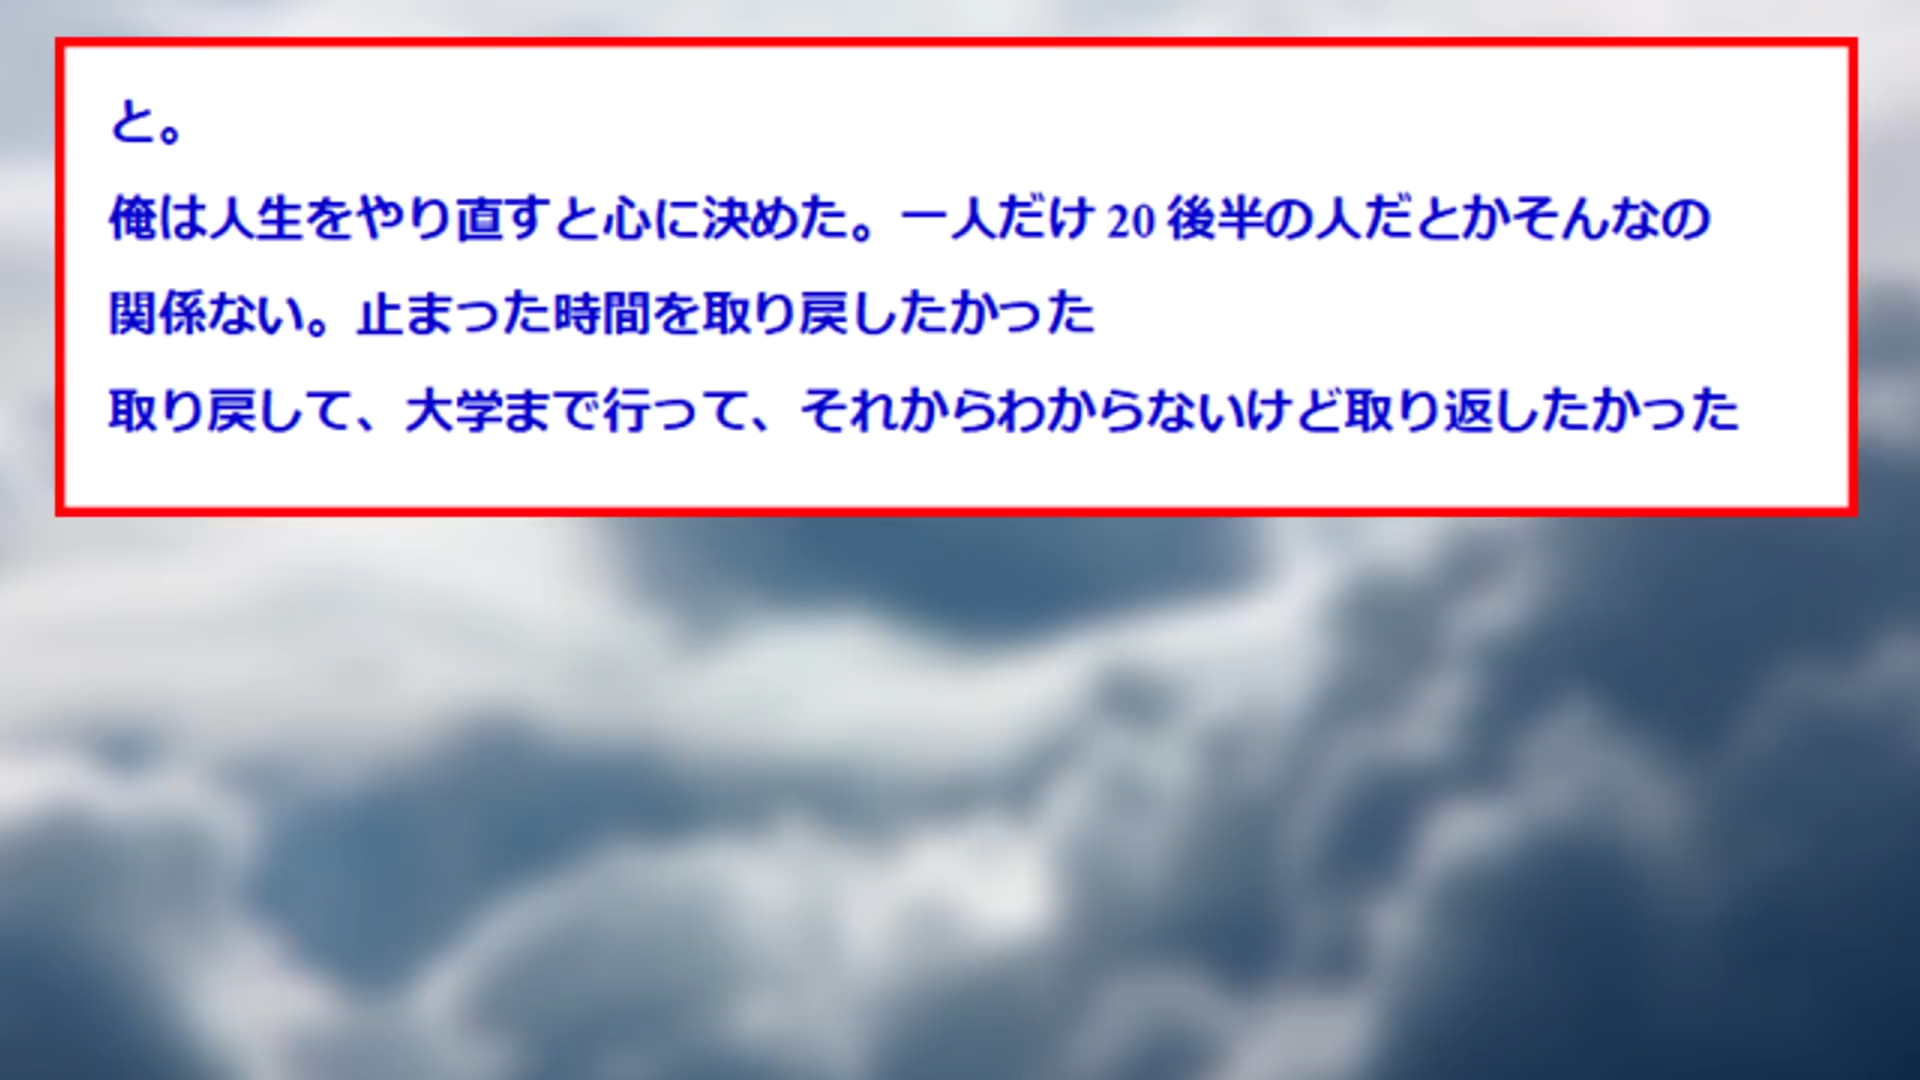 と。
俺は人生をやり直すと心に決めた。一人だけ 20 後半の人だとかそんなの
関係ない。止まった時間を取り戻したかった
取り戻して、大学まで行って、それからわからないけど取り返したかった